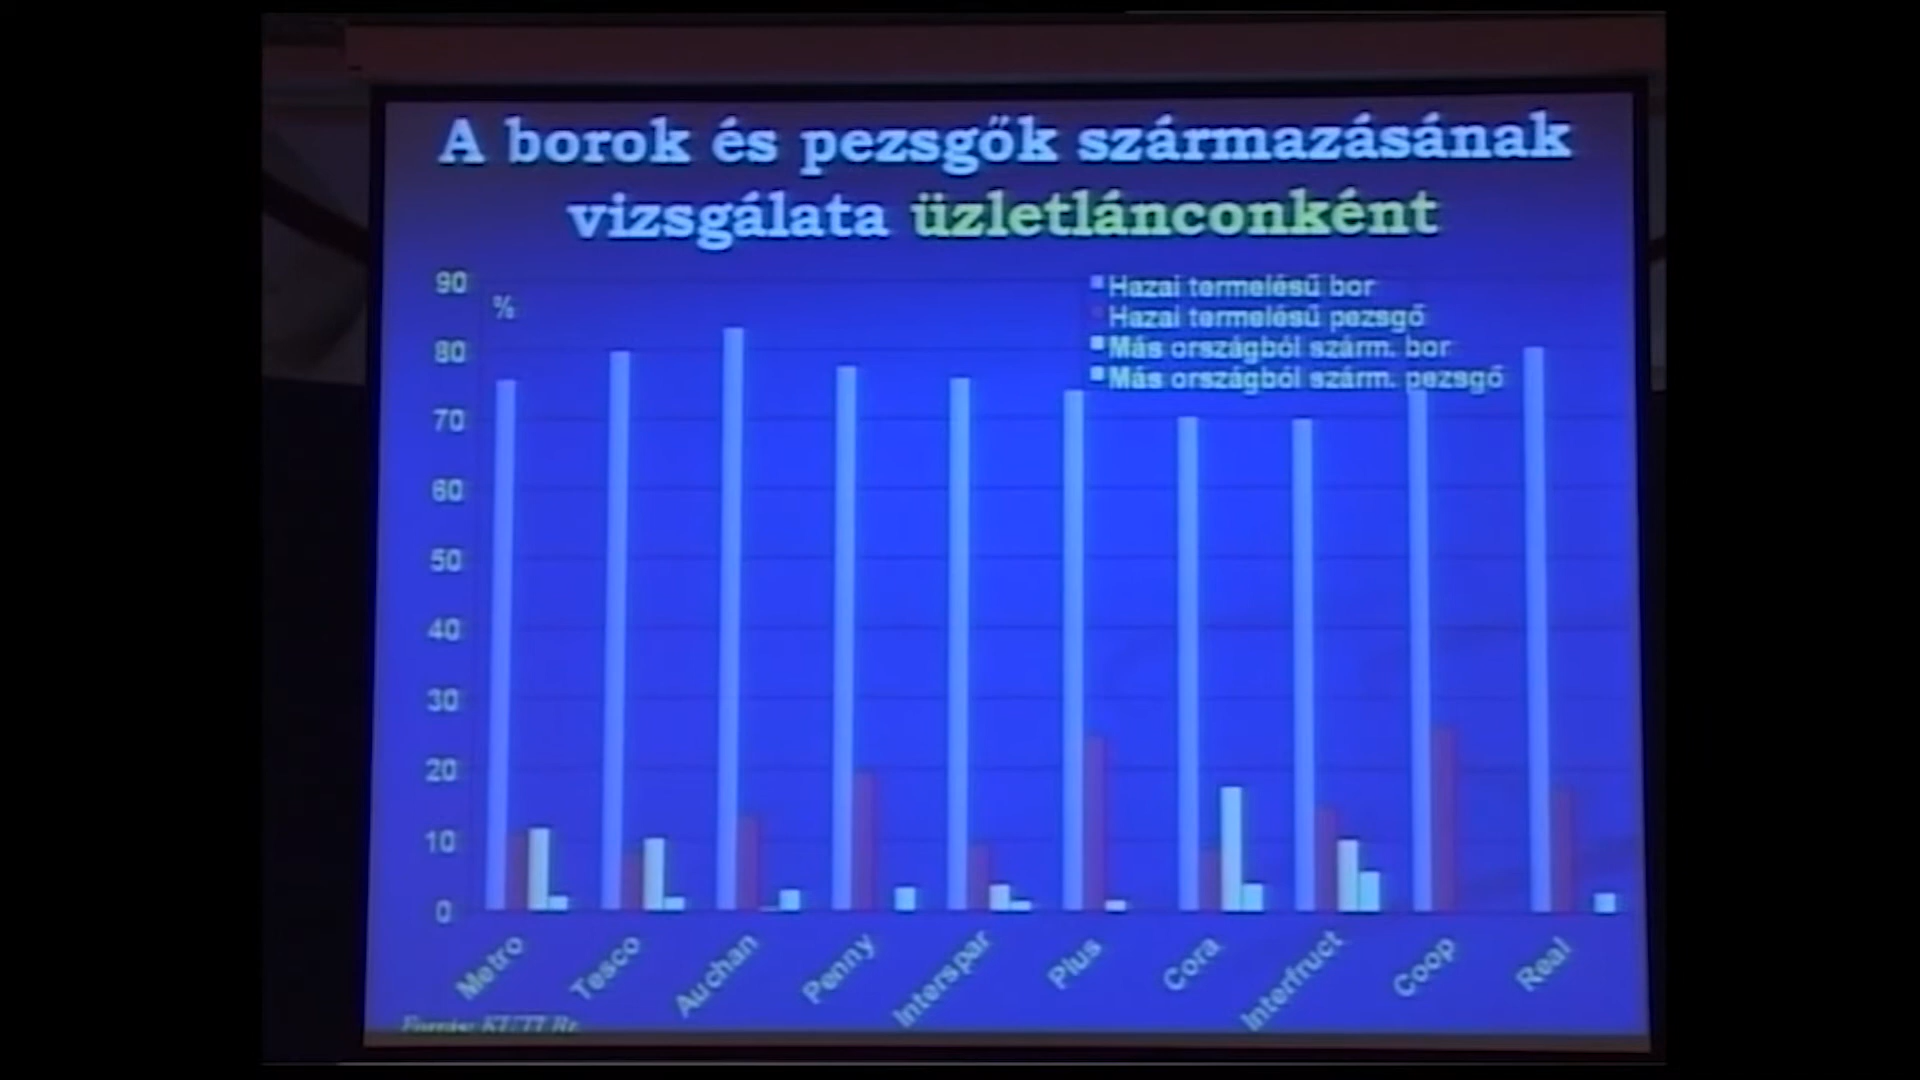 A borok és pezsgők származásának
vizsgálata üzletlánconként
%
Hazai termelésű bor
Hazai termelésű pezsgő
Más országból szárm. bor
Más országból szárm. pezsgő
90
80
70
60
50
40
30
20
10
0
Metro
Tesco
Auchan
Penny
Interspar
Plus
Cora
Interfruct
Coop
Real
Forrás: